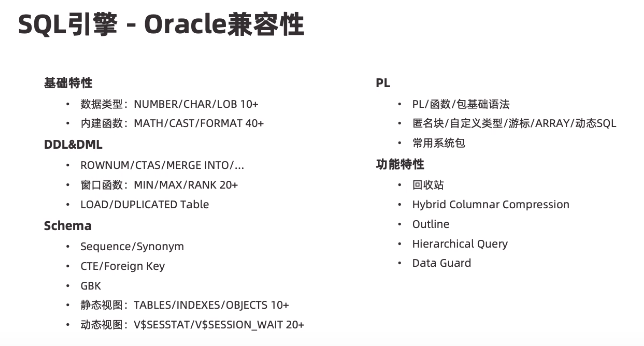 SQL引擎 - Oracle兼容性
基础特性
• 数据类型：NUMBER/CHAR/LOB 10+
• 内建函数：MATH/CAST/FORMAT 40+
DDL&DML
• ROWNUM/CTAS/MERGE INTO/...
• 窗口函数：MIN/MAX/RANK 20+
• LOAD/DUPLICATED Table
Schema
• Sequence/Synonym
• CTE/Foreign Key
• GBK
• 静态视图：TABLES/INDEXES/OBJECTS 10+
• 动态视图：V$SESSTAT/V$SESSION_WAIT 20+
PL
• PL/函数/包基础语法
• 匿名块/自定义类型/游标/ARRAY/动态SQL
• 常用系统包
功能特性
• 回收站
• Hybrid Columnar Compression
• Outline
• Hierarchical Query
• Data Guard